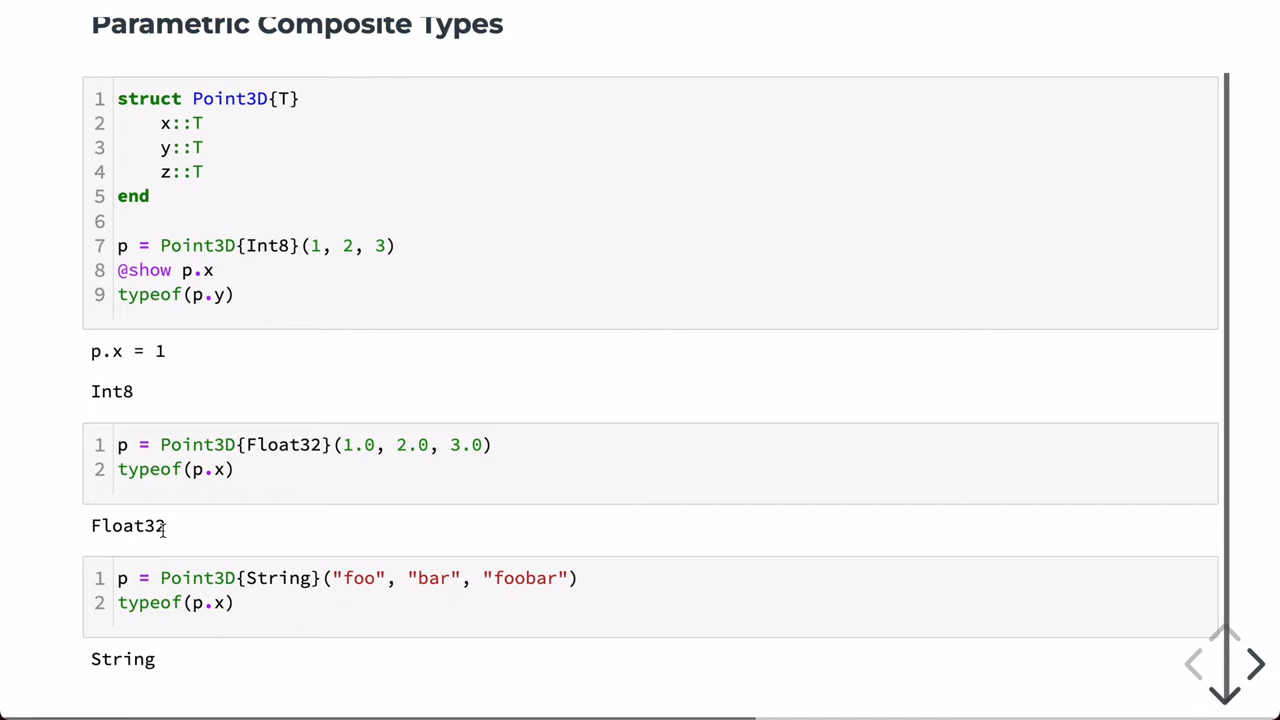 Parametric Composite Types
1 struct Point3D{T}
2     x::T
3     y::T
4     z::T
5 end
6
7 p = Point3D{Int8}(1, 2, 3)
8 @show p.x
9 typeof(p.y)
p.x = 1
Int8
1 p = Point3D{Float32}(1.0, 2.0, 3.0)
2 typeof(p.x)
Float32
1 p = Point3D{String}("foo", "bar", "foobar")
2 typeof(p.x)
String